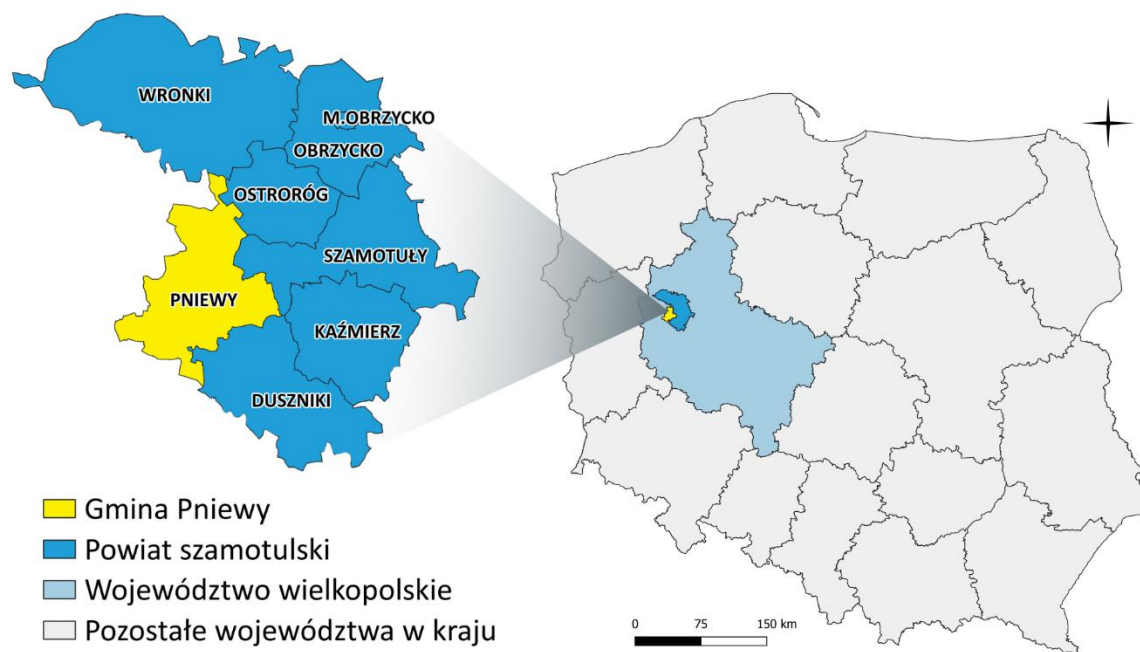 WRONKI
M.OBRZYCKO
OBRZYCKO
OSTRORÓG
SZAMOTUŁY
PNIEWY
KAŹMIERZ
DUSZNIKI
Gmina Pniewy
Powiat szamotulski
Województwo wielkopolskie
Pozostałe województwa w kraju
0 75 150 km